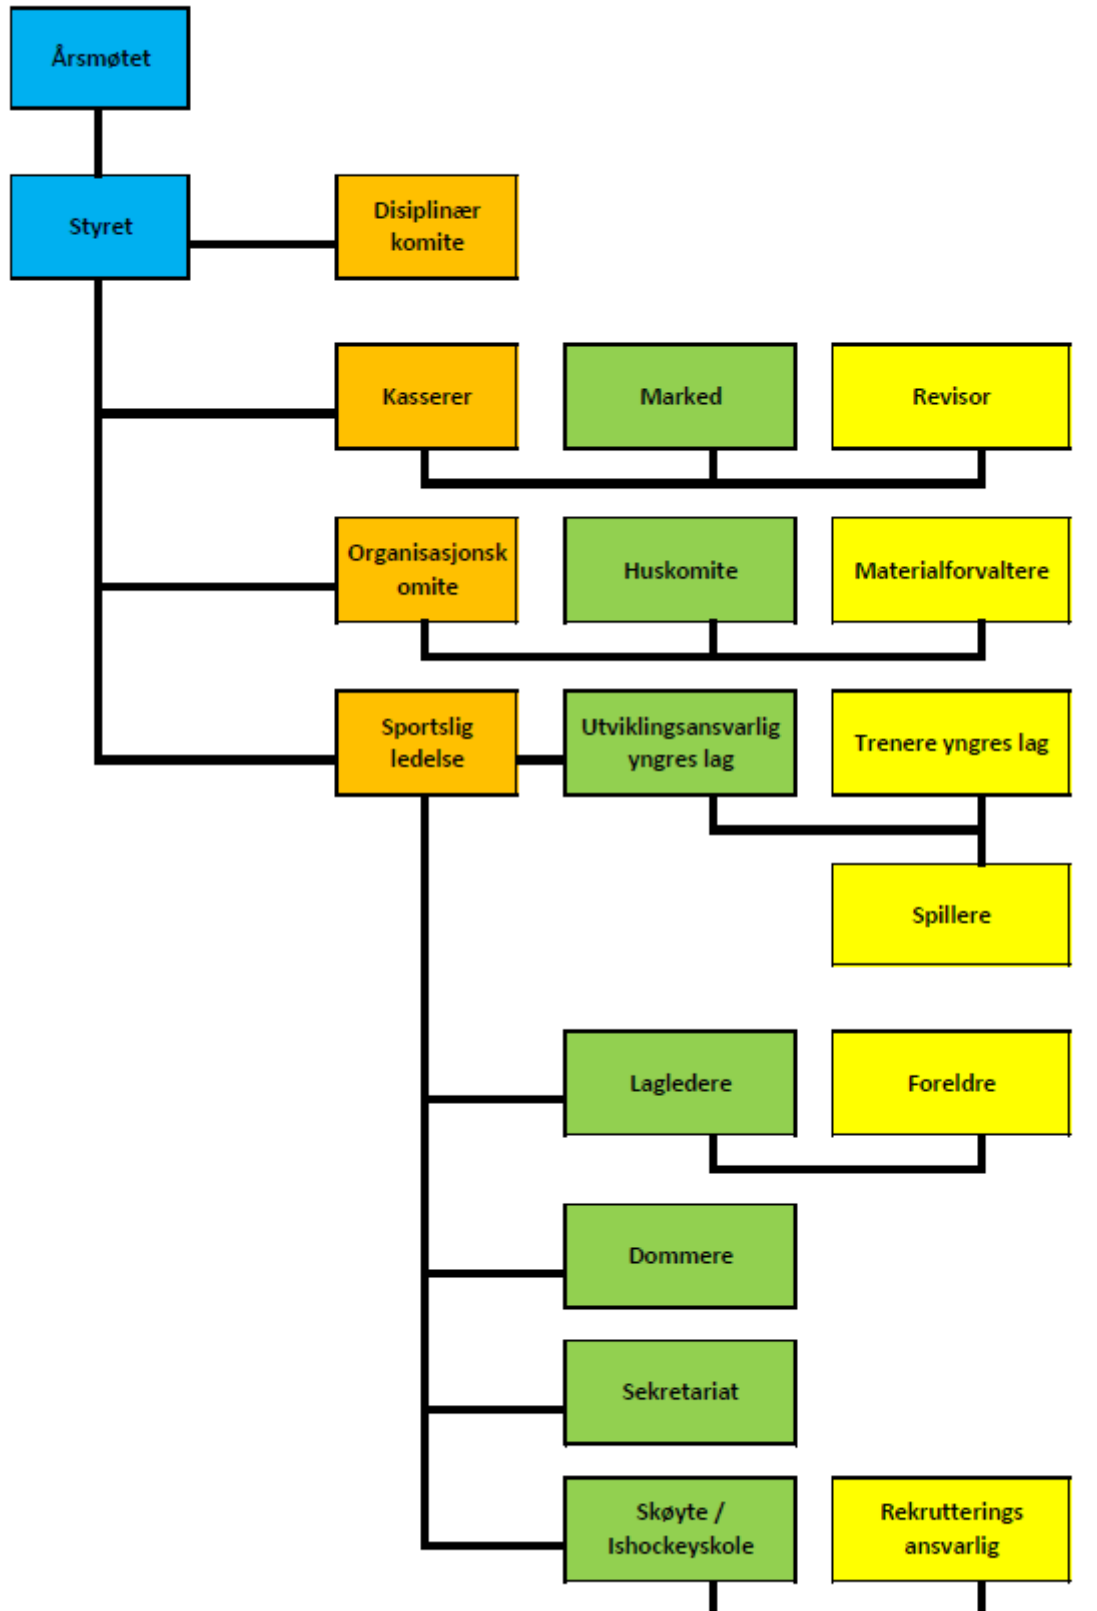 Årsmøtet
Styret
Disiplinær
komite
Kasserer
Marked
Revisor
Organisasjonsk
omite
Huskomite
Materialforvaltere
Sportslig
ledelse
Utviklingsansvarlig
yngres lag
Trenere yngres lag
Spillere
Lagledere
Foreldre
Dommere
Sekretariat
Skøyte /
Ishockeyskole
Rekrutterings
ansvarlig